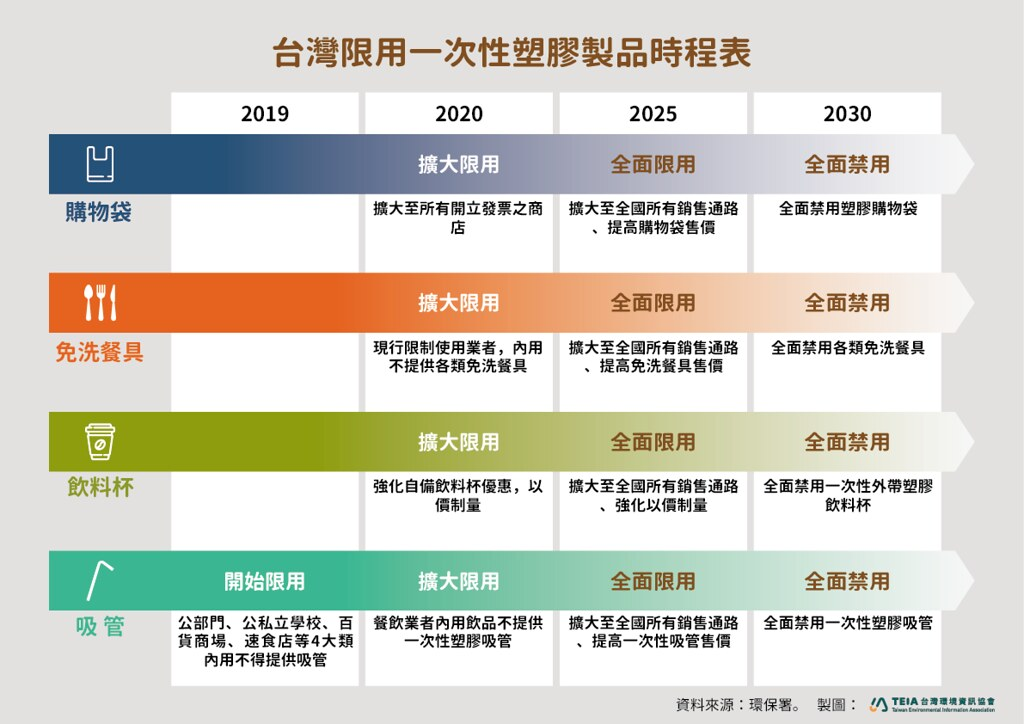 台灣限用一次性塑膠製品時程表
2019
2020
2025
2030
購物袋
擴大限用
全面限用
全面禁用
擴大至所有開立發票之商
店
擴大至全國所有銷售通路
、提高購物袋售價
全面禁用塑膠購物袋
免洗餐具
擴大限用
全面限用
全面禁用
現行限制使用業者，內用
不提供各類免洗餐具
擴大至全國所有銷售通路
、提高免洗餐具售價
全面禁用各類免洗餐具
飲料杯
擴大限用
全面限用
全面禁用
強化自備飲料杯優惠，以
價制量
擴大至全國所有銷售通路
、強化以價制量
全面禁用一次性外帶塑膠
飲料杯
吸管
開始限用
擴大限用
全面限用
全面禁用
公部門、公私立學校、百
貨商場、速食店等4大類
內用不得提供吸管
餐飲業者內用飲品不提供
一次性塑膠吸管
擴大至全國所有銷售通路
、提高一次性吸管售價
全面禁用一次性塑膠吸管
資料來源：環保署。 製圖：
TEIA 台灣環境資訊協會
Taiwan Environmental Information Association